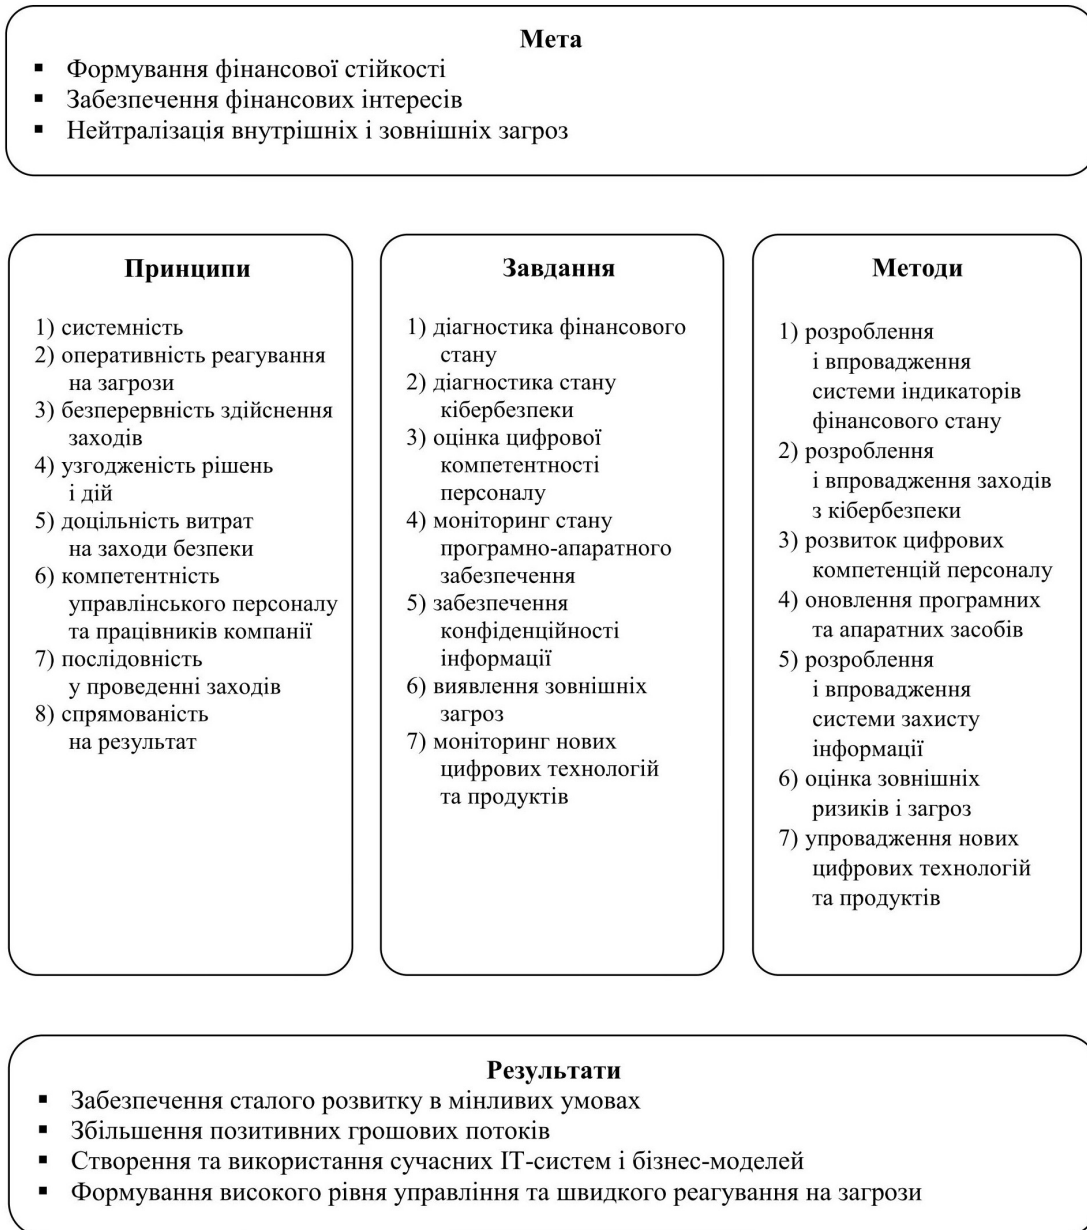 Мета
▪ Формування фінансової стійкості
▪ Забезпечення фінансових інтересів
▪ Нейтралізація внутрішніх і зовнішніх загроз
Принципи
1) системність
2) оперативність реагування
на загрози
3) безперервність здійснення
заходів
4) узгодженість рішень
і дій
5) доцільність витрат
на заходи безпеки
6) компетентність
управлінського персоналу
та працівників компанії
7) послідовність
у проведенні заходів
8) спрямованість
на результат
Завдання
1) діагностика фінансового
стану
2) діагностика стану
кібербезпеки
3) оцінка цифрової
компетентності
персоналу
4) моніторинг стану
програмно-апаратного
забезпечення
5) забезпечення
конфіденційності
інформації
6) виявлення зовнішніх
загроз
7) моніторинг нових
цифрових технологій
та продуктів
Методи
1) розроблення
і впровадження
системи індикаторів
фінансового стану
2) розроблення
і впровадження заходів
з кібербезпеки
3) розвиток цифрових
компетенцій персоналу
4) оновлення програмних
та апаратних засобів
5) розроблення
і впровадження
системи захисту
інформації
6) оцінка зовнішніх
ризиків і загроз
7) упровадження нових
цифрових технологій
та продуктів
Результати
▪ Забезпечення сталого розвитку в мінливих умовах
▪ Збільшення позитивних грошових потоків
▪ Створення та використання сучасних ІТ-систем і бізнес-моделей
▪ Формування високого рівня управління та швидкого реагування на загрози